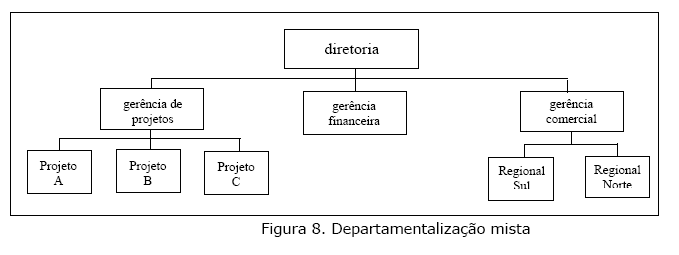 diretoria
gerência de
projetos
gerência
financeira
gerência
comercial
Projeto
A
Projeto
B
Projeto
C
Regional
Sul
Regional
Norte
Figura 8. Departamentalização mista